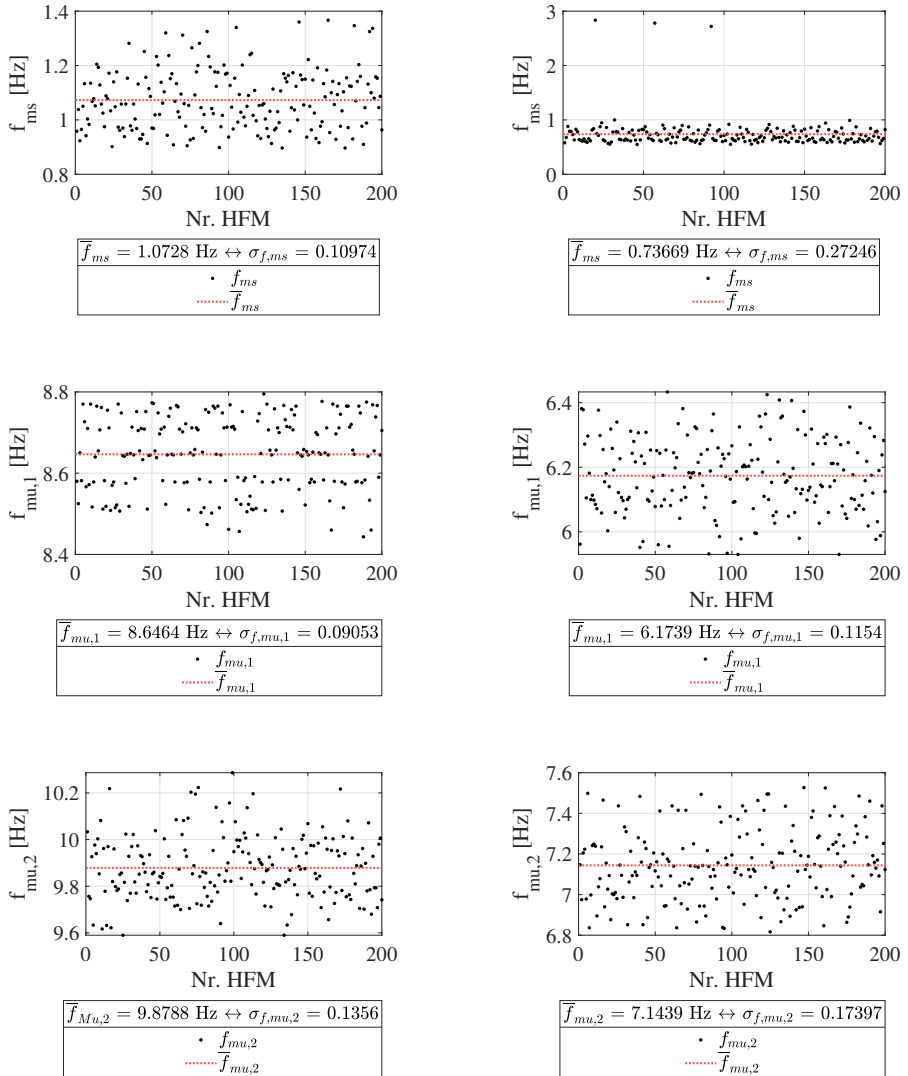 1.4
1.2
1
0.8
f_ms [Hz]
0 50 100 150 200
Nr. HFM
f̅_ms = 1.0728 Hz ↔ σ_f,ms = 0.10974
f_ms
f̅_ms
3
2
1
0
f_ms [Hz]
0 50 100 150 200
Nr. HFM
f̅_ms = 0.73669 Hz ↔ σ_f,ms = 0.27246
f_ms
f̅_ms
8.8
8.6
8.4
f_mu,1 [Hz]
0 50 100 150 200
Nr. HFM
f̅_mu,1 = 8.6464 Hz ↔ σ_f,mu,1 = 0.09053
f_mu,1
f̅_mu,1
6.4
6.2
6
f_mu,1 [Hz]
0 50 100 150 200
Nr. HFM
f̅_mu,1 = 6.1739 Hz ↔ σ_f,mu,1 = 0.1154
f_mu,1
f̅_mu,1
10.2
10
9.8
9.6
f_mu,2 [Hz]
0 50 100 150 200
Nr. HFM
f̅_Mu,2 = 9.8788 Hz ↔ σ_f,mu,2 = 0.1356
f_mu,2
f̅_mu,2
7.6
7.4
7.2
7
6.8
f_mu,2 [Hz]
0 50 100 150 200
Nr. HFM
f̅_mu,2 = 7.1439 Hz ↔ σ_f,mu,2 = 0.17397
f_mu,2
f̅_mu,2